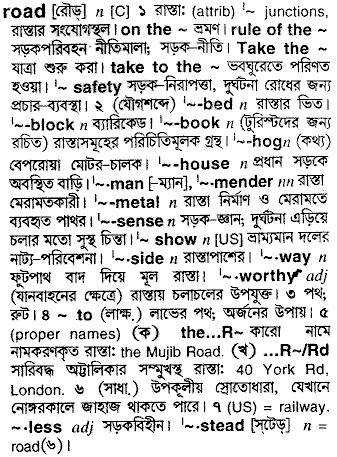 road [রৌড্] n [C] ১ রাস্তা: (attrib) '~ junctions,
রাস্তার সংযোগস্থল। on the ~ ভ্রমণ। rule of the ~
সড়কপরিবহন নীতিমালা; সড়ক-নীতি। Take the ~
যাত্রা শুরু করা। take to the ~ ভবঘুরেতে পরিণত
হওয়া। '~ safety সড়ক-নিরাপত্তা, দুর্ঘটনা রোধের জন্য
প্রচার-ব্যবস্থা। ২ (যৌগশব্দে) '~-bed n রাস্তার ভিত।
'~-block n ব্যারিকেড। '~-book n (টুরিস্টদের জন্য
রচিত) রাস্তাসমূহের পরিচিতিমূলক গ্রন্থ। '~-hog n (কথ্য)
বেপরোয়া মোটর-চালক। '~-house n প্রধান সড়কে
অবস্থিত বাড়ি। '~·man [-ম্যান্], '~·mender nn রাস্তা
মেরামতকারী। '~-metal n রাস্তা নির্মাণ ও মেরামতে
ব্যবহৃত পাথর। '~-sense n সড়ক-জ্ঞান; দুর্ঘটনা এড়িয়ে
চলার মতো সুস্থ চিন্তা। '~ show n [US] ভ্রাম্যমান দলের
নাট্য-পরিবেশনা। '~·side n রাস্তাপাশের। '~·way n
ফুটপাথ বাদ দিয়ে মূল রাস্তা। '~·worthy adj
(যানবাহনের ক্ষেত্রে) রাস্তায় চলাচলের উপযুক্ত। ৩ পথ;
রুট। ৪ ~ to (লাক্ষ.) লাভের পথ; অর্জনের উপায়। ৫
(proper names) (ক) the...R~ কারো নামে
নামকরণকৃত রাস্তা: the Mujib Road. (খ) ...R~/Rd
সারিবদ্ধ অট্টালিকার সম্মুখস্থ রাস্তা: 40 York Rd,
London. ৬ (সাধা.) উপকূলীয় স্রোতোধারা, যেখানে
নোঙ্গরকালে জাহাজ থাকতে পারে। ৭ (US) = railway.
~·less adj সড়কবিহীন। '~·stead [স্টেড্] n =
road(৬)।